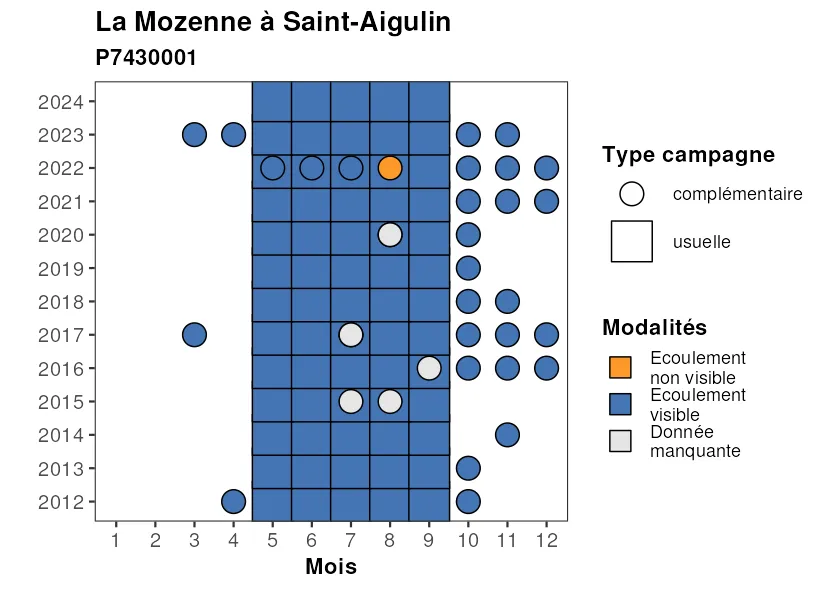 La Mozenne à Saint-Aigulin
P7430001
2024
2023
2022
2021
2020
2019
2018
2017
2016
2015
2014
2013
2012
1 2 3 4 5 6 7 8 9 10 11 12
Mois
Type campagne
complémentaire
usuelle
Modalités
Ecoulement
non visible
Ecoulement
visible
Donnée
manquante